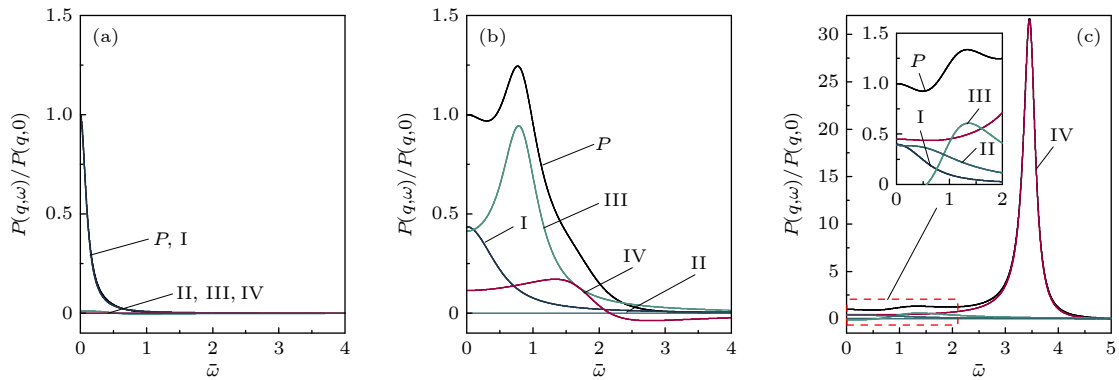 (a)
1.5
1.0
0.5
0
P(q,ω)/P(q,0)
P, I
II, III, IV
0 1 2 3 4
ω̄
(b)
1.5
1.0
0.5
0
P(q,ω)/P(q,0)
P
III
I
IV
II
0 1 2 3 4
ω̄
(c)
30
25
20
15
10
5
0
P(q,ω)/P(q,0)
1.5
1.0
0.5
0
P
III
I
II
0 1 2
IV
0 1 2 3 4 5
ω̄